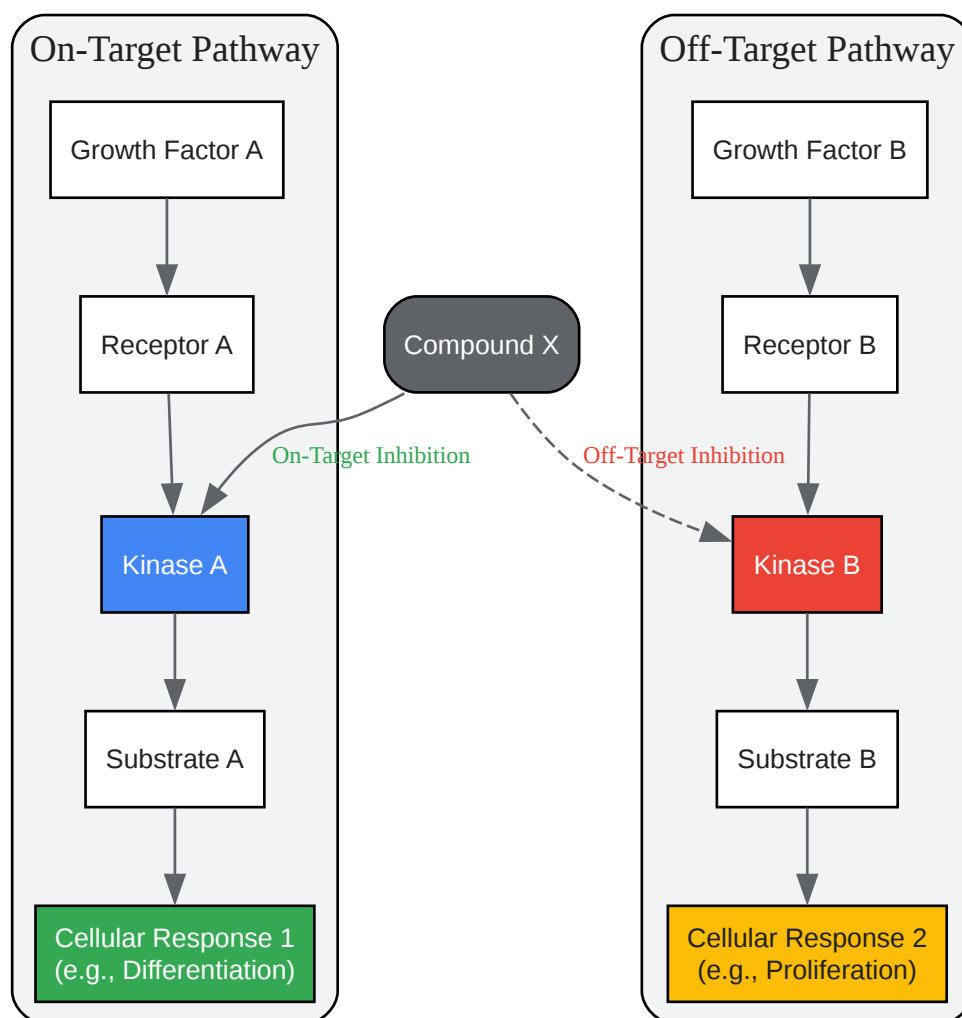 On-Target Pathway
Growth Factor A
Receptor A
Kinase A
Substrate A
Cellular Response 1
(e.g., Differentiation)
Compound X
On-Target Inhibition
Off-Target Inhibition
Off-Target Pathway
Growth Factor B
Receptor B
Kinase B
Substrate B
Cellular Response 2
(e.g., Proliferation)